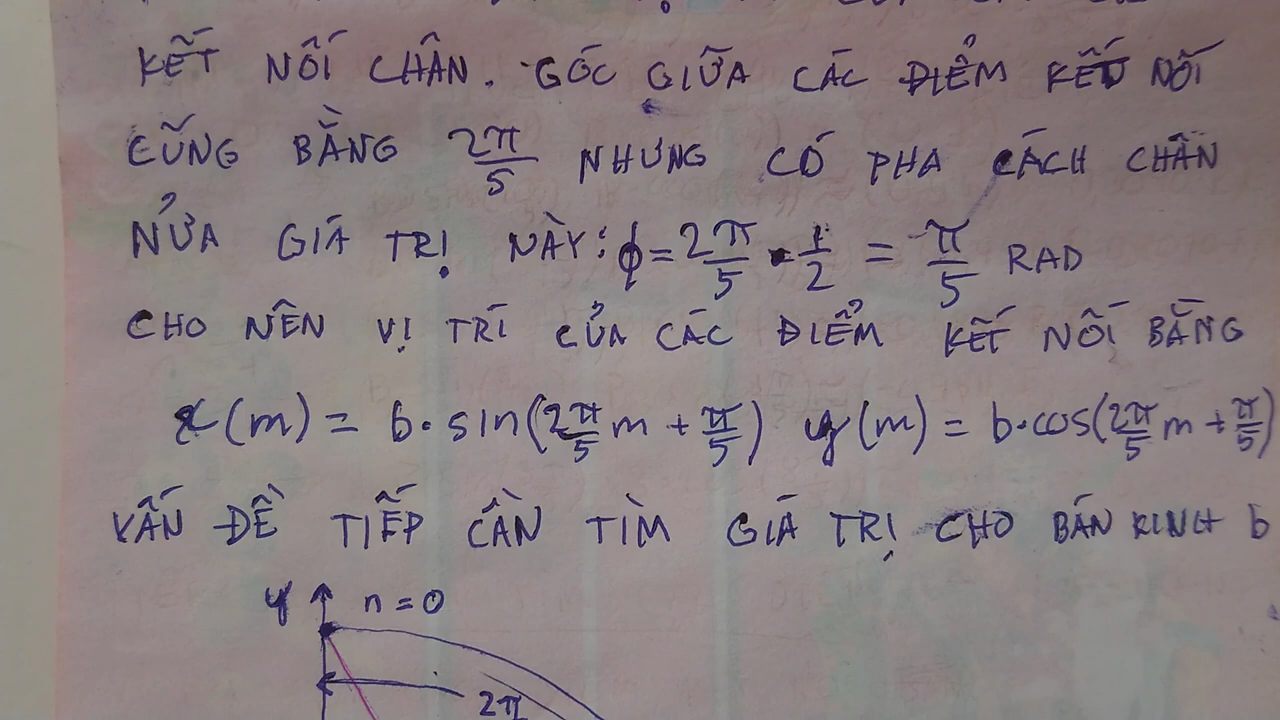 KẾT NỐI CHÂN. GÓC GIỮA CÁC ĐIỂM KẾT NỐI
CŨNG BẰNG 2π/5 NHƯNG CÓ PHA CÁCH CHÂN
NỬA GIÁ TRỊ NÀY: ϕ = 2π/5 · 1/2 = π/5 RAD
CHO NÊN VỊ TRÍ CỦA CÁC ĐIỂM KẾT NỐI BẰNG
x(m) = b·sin(2π/5 m + π/5) y(m) = b·cos(2π/5 m + π/5)
VẤN ĐỀ TIẾP CẦN TÌM GIÁ TRỊ CHO BÁN KINH b
y n = 0
2π